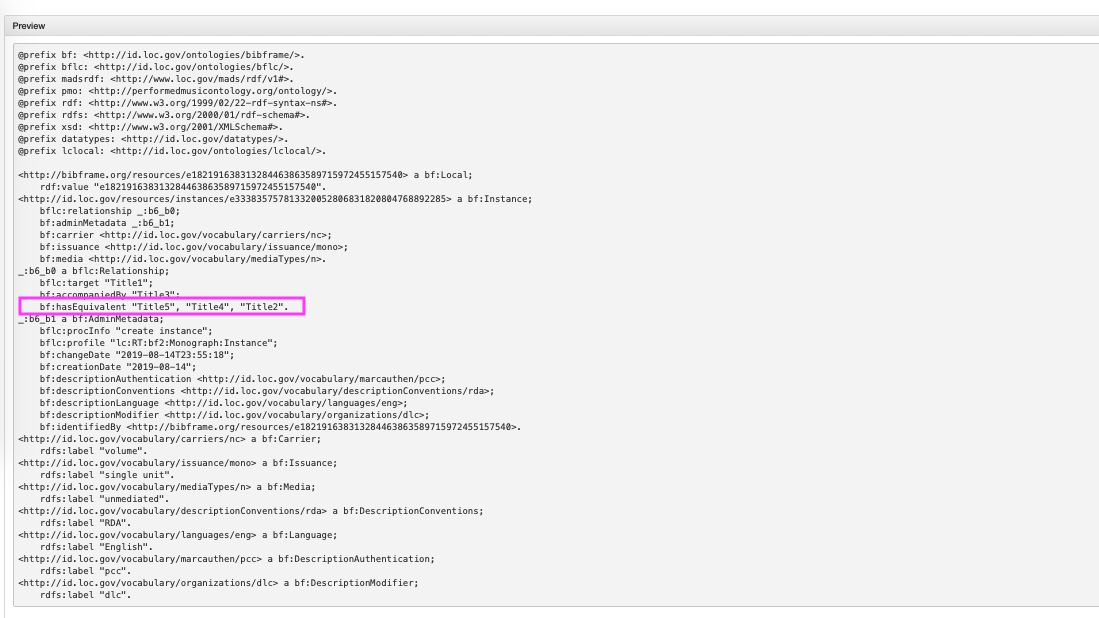 Preview
@prefix bf: <http://id.loc.gov/ontologies/bibframe/>.
@prefix bflc: <http://id.loc.gov/ontologies/bflc/>.
@prefix madsrdf: <http://www.loc.gov/mads/rdf/v1#>.
@prefix pmo: <http://performedmusicontology.org/ontology/>.
@prefix rdf: <http://www.w3.org/1999/02/22-rdf-syntax-ns#>.
@prefix rdfs: <http://www.w3.org/2000/01/rdf-schema#>.
@prefix xsd: <http://www.w3.org/2001/XMLSchema#>.
@prefix datatypes: <http://id.loc.gov/datatypes/>.
@prefix lclocal: <http://id.loc.gov/ontologies/lclocal/>.
<http://bibframe.org/resources/e18219163831328446386358971597245515​7540> a bf:Local;
rdf:value "e182191638313284463863589715972455157540".
<http://id.loc.gov/resources/instances/e333835757813320052806831820804768892285> a bf:Instance;
bflc:relationship _:b6_b0;
bf:adminMetadata _:b6_b1;
bf:carrier <http://id.loc.gov/vocabulary/carriers/nc>;
bf:issuance <http://id.loc.gov/vocabulary/issuance/mono>;
bf:media <http://id.loc.gov/vocabulary/mediaTypes/n>.
_:b6_b0 a bflc:Relationship;
bflc:target "Title1";
bf:accompaniedBy "Title3";
bf:hasEquivalent "Title5", "Title4", "Title2".
_:b6_b1 a bf:AdminMetadata;
bflc:procInfo "create instance";
bflc:profile "lc:RT:bf2:Monograph:Instance";
bf:changeDate "2019-08-14T23:55:18";
bf:creationDate "2019-08-14";
bf:descriptionAuthentication <http://id.loc.gov/vocabulary/marcauthen/pcc>;
bf:descriptionConventions <http://id.loc.gov/vocabulary/descriptionConventions/rda>;
bf:descriptionLanguage <http://id.loc.gov/vocabulary/languages/eng>;
bf:descriptionModifier <http://id.loc.gov/vocabulary/organizations/dlc>;
bf:identifiedBy <http://bibframe.org/resources/e182191638313284463863589715972455157540>.
<http://id.loc.gov/vocabulary/carriers/nc> a bf:Carrier;
rdfs:label "volume".
<http://id.loc.gov/vocabulary/issuance/mono> a bf:Issuance;
rdfs:label "single unit".
<http://id.loc.gov/vocabulary/mediaTypes/n> a bf:Media;
rdfs:label "unmediated".
<http://id.loc.gov/vocabulary/descriptionConventions/rda> a bf:DescriptionConventions;
rdfs:label "RDA".
<http://id.loc.gov/vocabulary/languages/eng> a bf:Language;
rdfs:label "English".
<http://id.loc.gov/vocabulary/marcauthen/pcc> a bf:DescriptionAuthentication;
rdfs:label "pcc".
<http://id.loc.gov/vocabulary/organizations/dlc> a bf:DescriptionModifier;
rdfs:label "dlc".